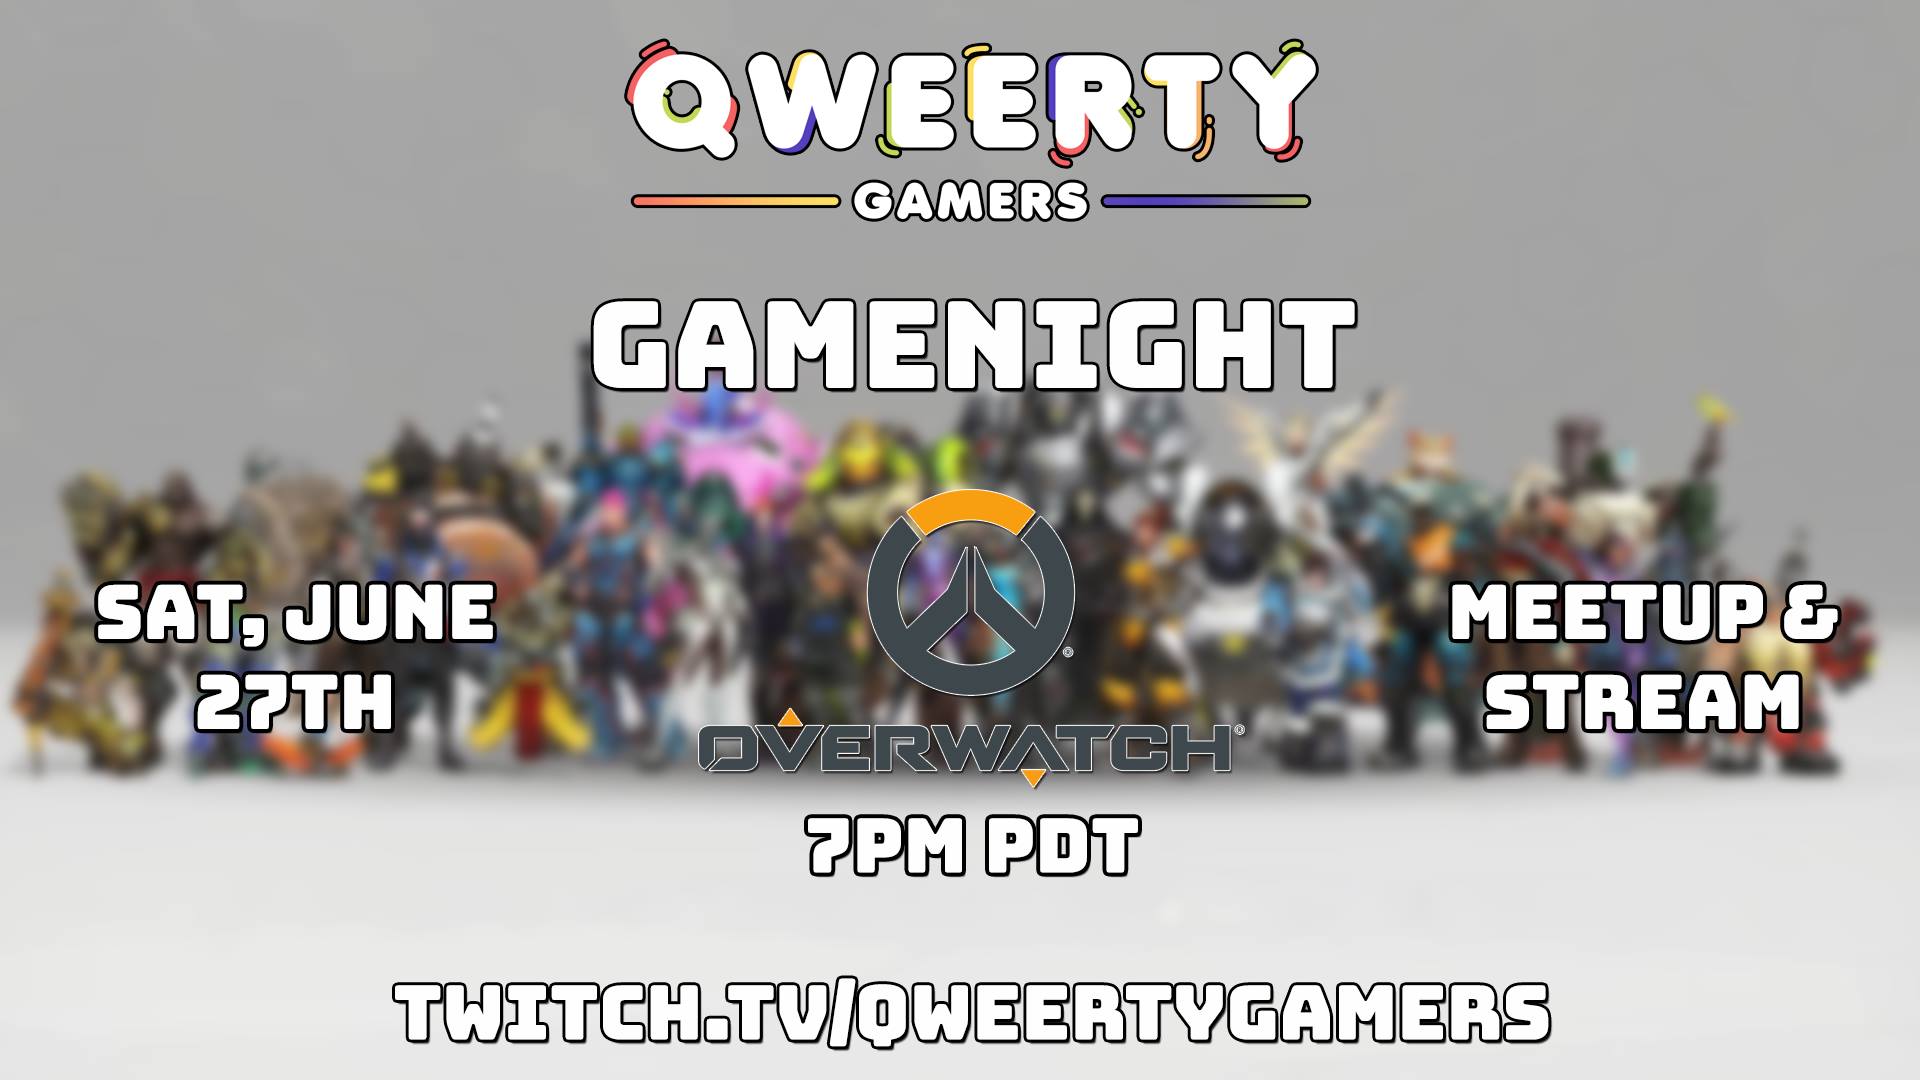 QWEERTY
GAMERS
GAMENIGHT
SAT, JUNE
27TH
OVERWATCH®
7PM PDT
MEETUP &
STREAM
TWITCH.TV/QWEERTYGAMERS